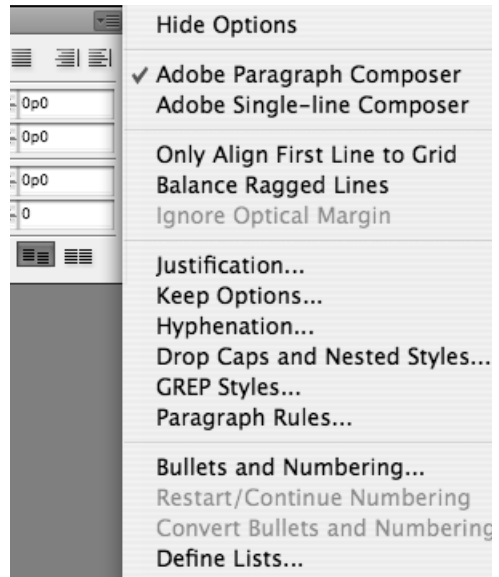 Hide Options
Adobe Paragraph Composer
Adobe Single-line Composer
0p0
0p0
Only Align First Line to Grid
Balance Ragged Lines
0p0
Ignore Optical Margin
0
Justification...
Keep Options...
Hyphenation...
Drop Caps and Nested Styles...
GREP Styles...
Paragraph Rules...
Bullets and Numbering...
Restart/Continue Numbering
Convert Bullets and Numbering
Define Lists...